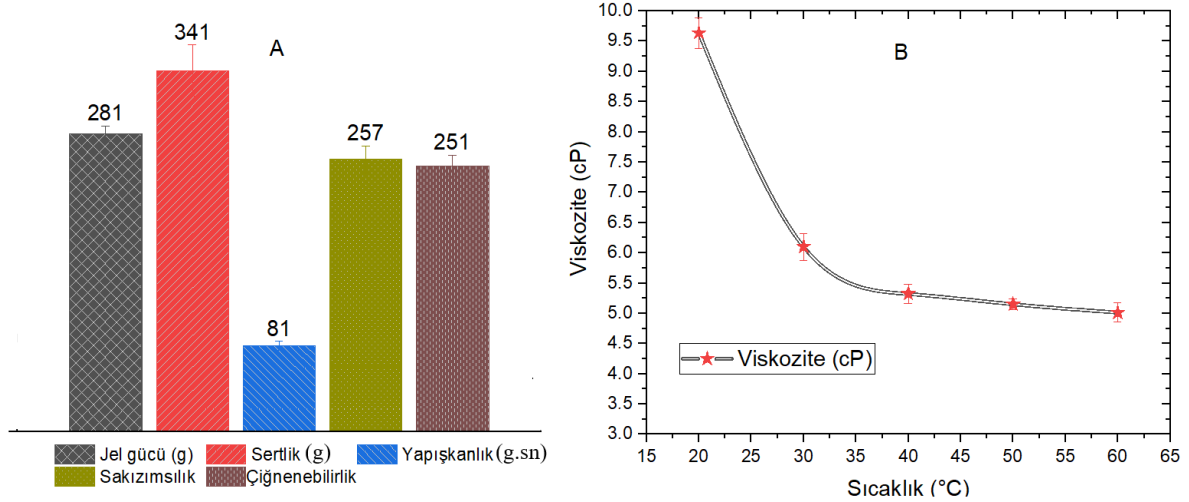 A
281
341
81
257
251
Jel gücü (g) Sertlik (g) Yapışkanlık (g.sn)
Sakızımsılık Çiğnenebilirlik
B
Viskozite (cP)
10.0
9.5
9.0
8.5
8.0
7.5
7.0
6.5
6.0
5.5
5.0
4.5
4.0
3.5
3.0
Viskozite (cP)
15 20 25 30 35 40 45 50 55 60 65
Sıcaklık (°C)